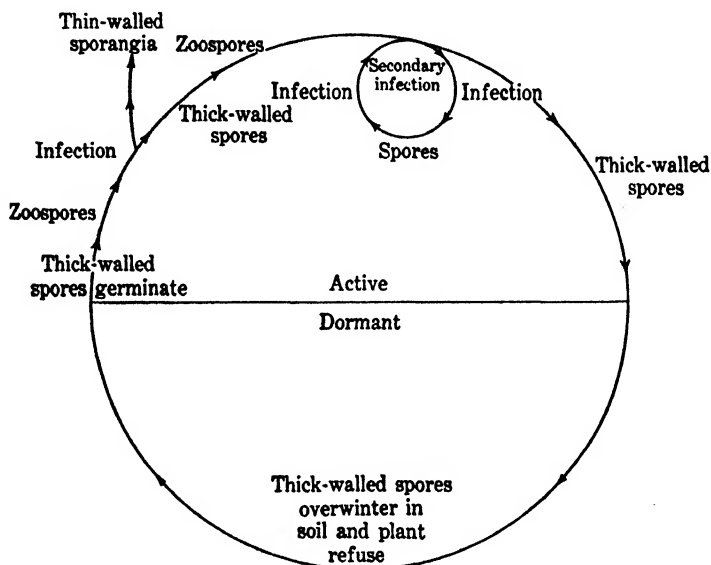 Thin-walled
sporangia
Zoospores
Infection
Secondary
infection
Infection
Thick-walled
spores
Spores
Infection
Thick-walled
spores
Zoospores
Thick-walled
spores germinate
Active
Dormant
Thick-walled spores
overwinter in
soil and plant
refuse